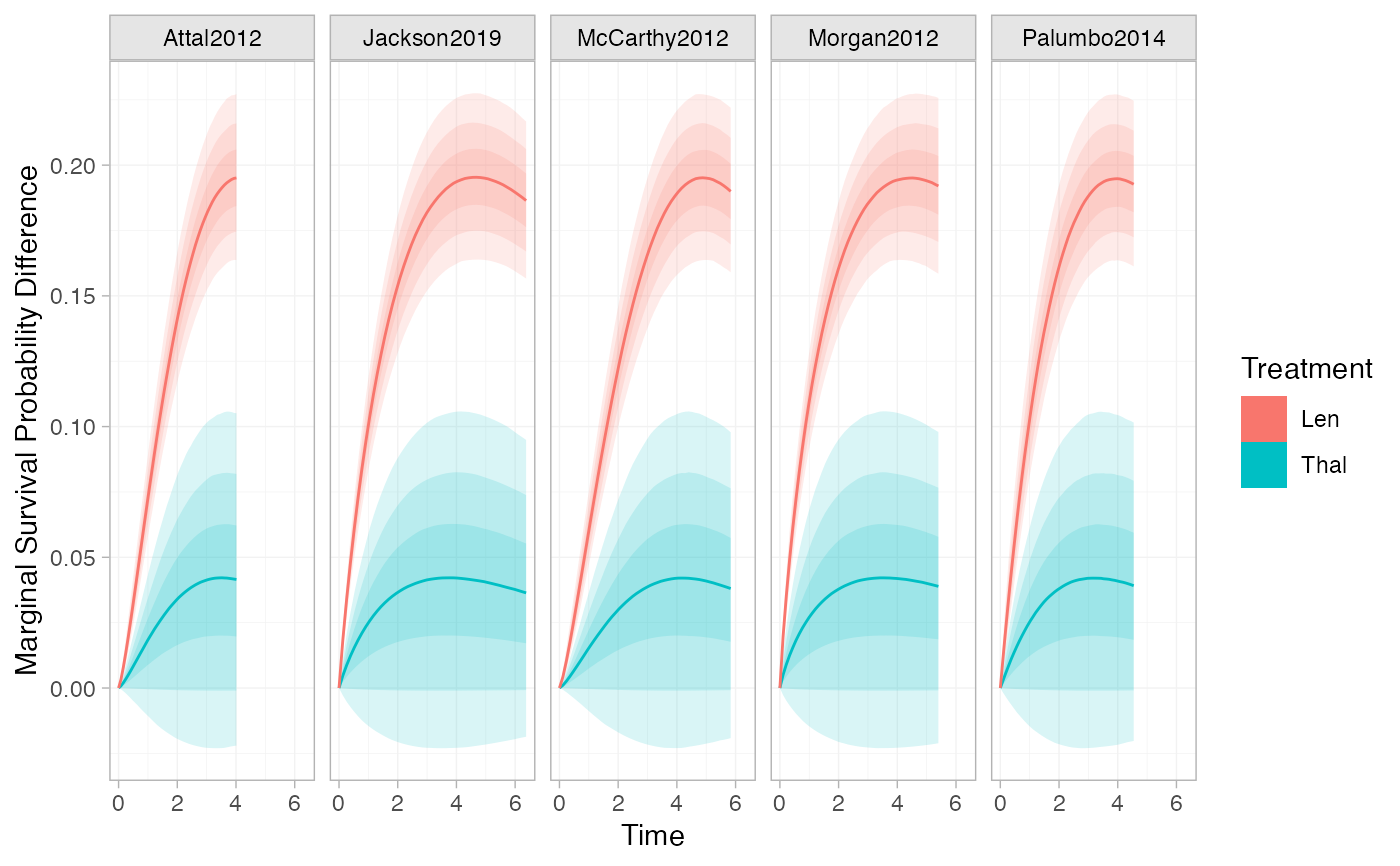 Attal2012 Jackson2019 McCarthy2012 Morgan2012 Palumbo2014
Marginal Survival Probability Difference
0.20
0.15
0.10
0.05
0.00
0 2 4 6 0 2 4 6 0 2 4 6 0 2 4 6 0 2 4 6
Time
Treatment
Len
Thal